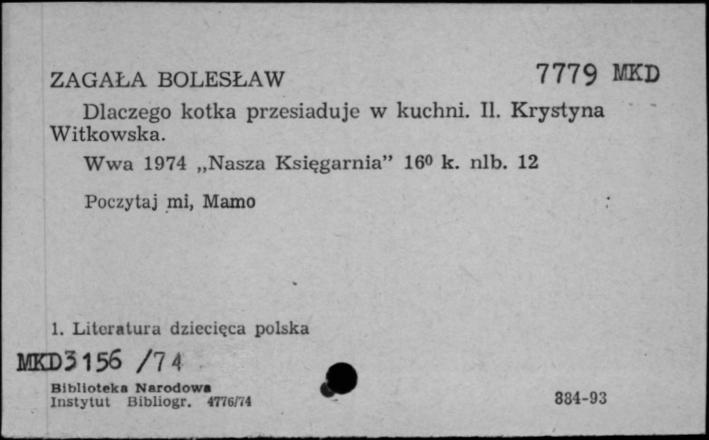 ZAGAŁA BOLESŁAW 7779 MKD
Dlaczego kotka przesiaduje w kuchni. Il. Krystyna
Witkowska.
Wwa 1974 „Nasza Księgarnia” 16⁰ k. nlb. 12
Poczytaj mi, Mamo
1. Literatura dziecięca polska
MKD3156 /74
Biblioteka Narodowa
Instytut Bibliogr. 4776/74 884-93